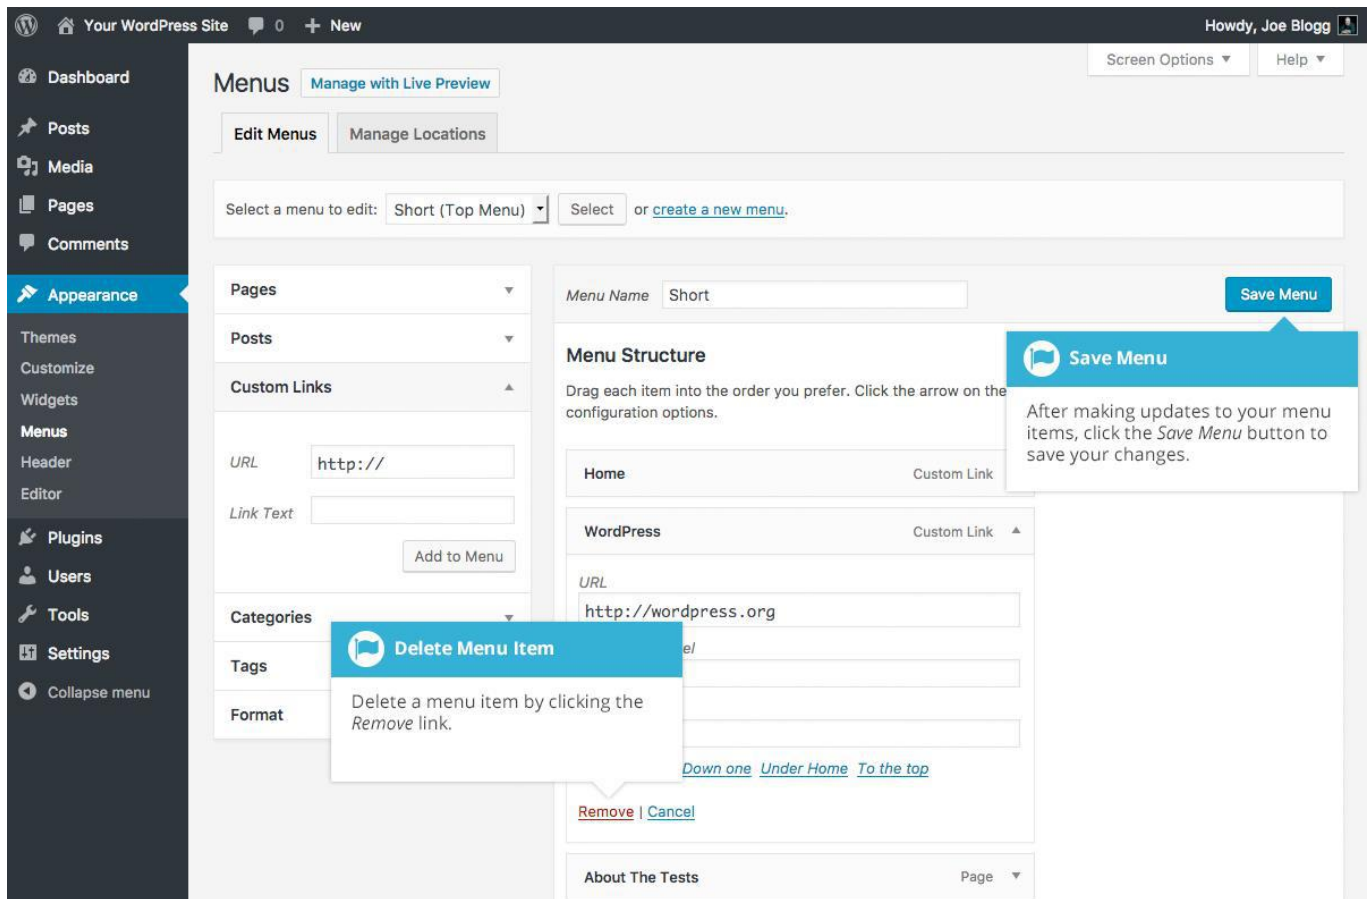 Your WordPress Site 0 + New Howdy, Joe Blogg
Screen Options Help
Dashboard
Posts
Media
Pages
Comments
Appearance
Themes
Customize
Widgets
Menus
Header
Editor
Plugins
Users
Tools
Settings
Collapse menu
Menus Manage with Live Preview
Edit Menus Manage Locations
Select a menu to edit: Short (Top Menu) Select or create a new menu.
Pages
Posts
Custom Links
URL http://
Link Text
Add to Menu
Categories
Tags
Format
Delete Menu Item
Delete a menu item by clicking the
Remove link.
Menu Name Short Save Menu
Menu Structure
Drag each item into the order you prefer. Click the arrow on the
configuration options.
Save Menu
After making updates to your menu
items, click the Save Menu button to
save your changes.
Home Custom Link
WordPress Custom Link
URL
http://wordpress.org
el
Down one Under Home To the top
Remove | Cancel
About The Tests Page